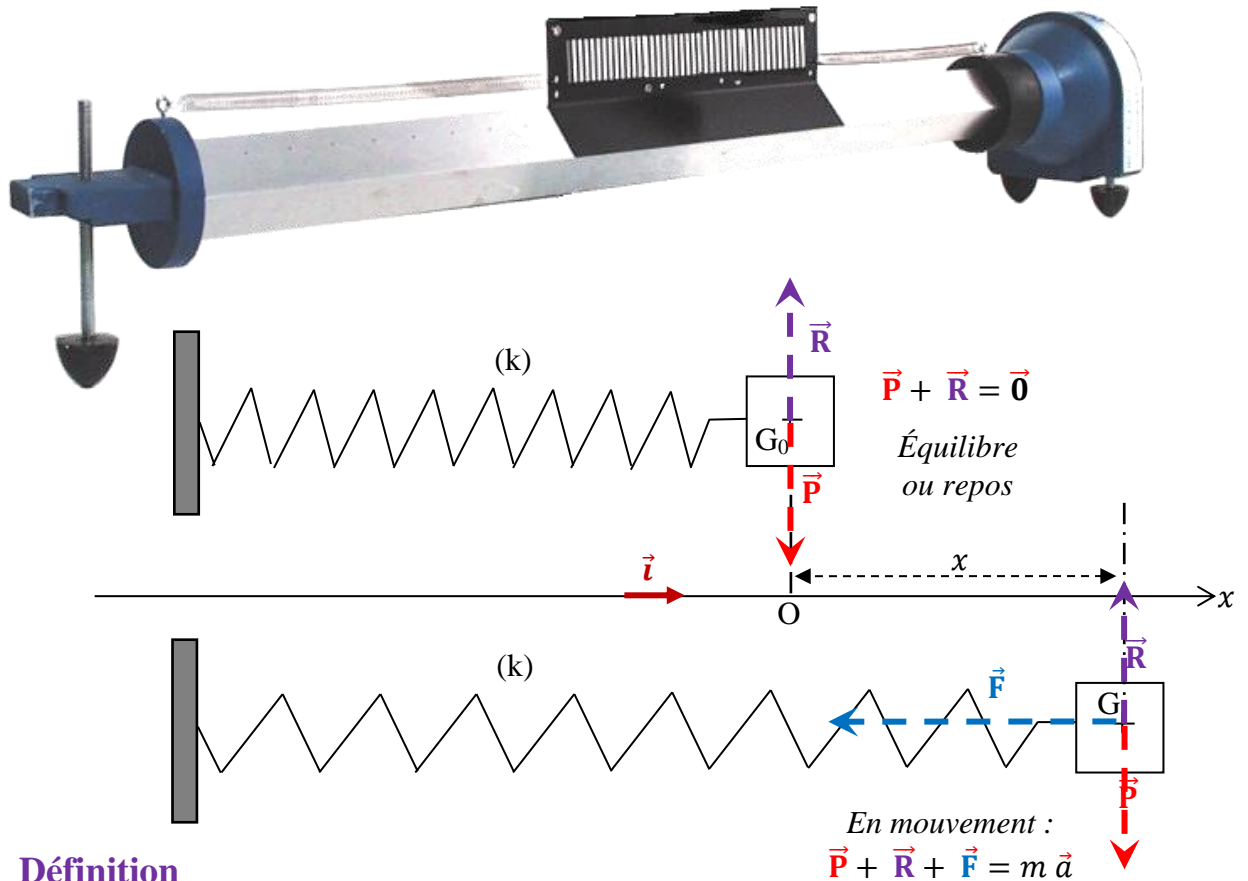 (k)
R⃗
G₀
P⃗
P⃗ + R⃗ = 0⃗
Équilibre
ou repos
i⃗
x
O
x
(k)
F⃗
R⃗
G
P⃗
En mouvement :
P⃗ + R⃗ + F⃗ = m a⃗
Définition